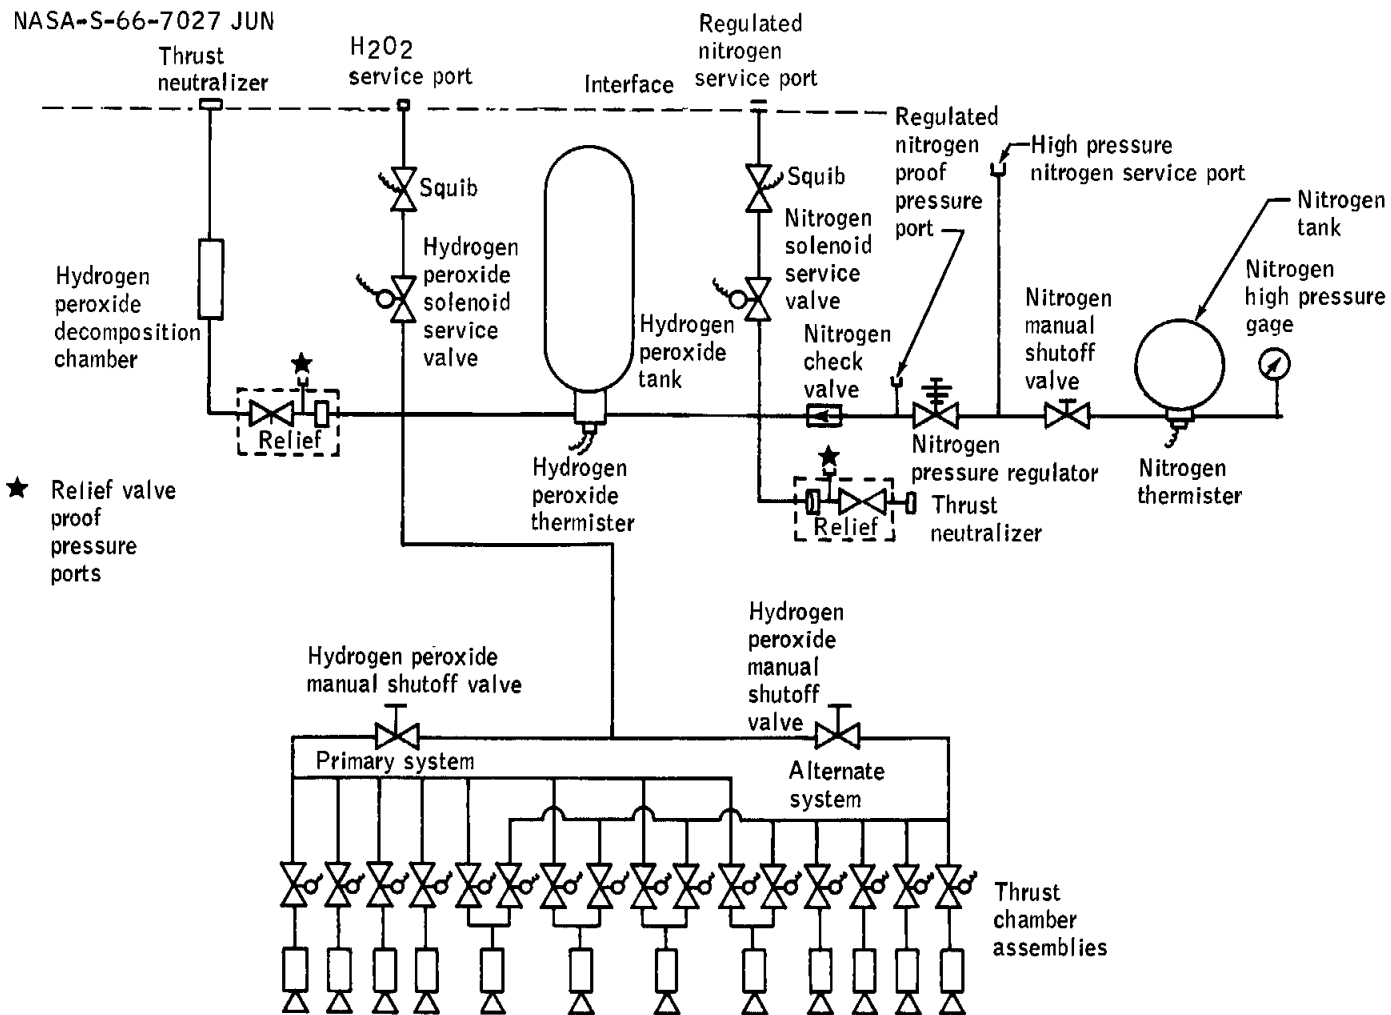 NASA-S-66-7027 JUN
Thrust
neutralizer
H2O2
service port
Interface
Regulated
nitrogen
service port
Regulated
nitrogen
proof
pressure
port
High pressure
nitrogen service port
Nitrogen
tank
Squib
Squib
Hydrogen
peroxide
decomposition
chamber
Hydrogen
peroxide
solenoid
service
valve
Hydrogen
peroxide
tank
Nitrogen
solenoid
service
valve
Nitrogen
check
valve
Nitrogen
manual
shutoff
valve
Nitrogen
high pressure
gage
Relief
Hydrogen
peroxide
thermister
Nitrogen
pressure regulator
Nitrogen
thermister
Relief
Thrust
neutralizer
★ Relief valve
proof
pressure
ports
Hydrogen peroxide
manual shutoff valve
Hydrogen
peroxide
manual
shutoff
valve
Primary system
Alternate
system
Thrust
chamber
assemblies